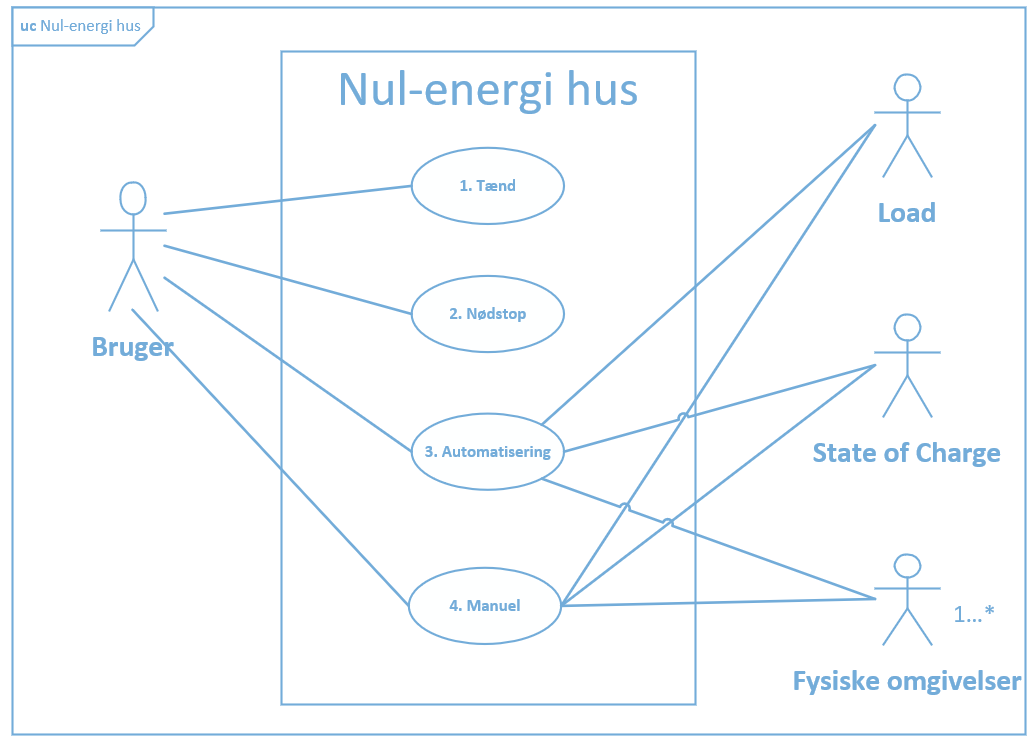 uc Nul-energi hus
Nul-energi hus
1. Tænd
2. Nødstop
3. Automatisering
4. Manuel
Bruger
Load
State of Charge
1...*
Fysiske omgivelser